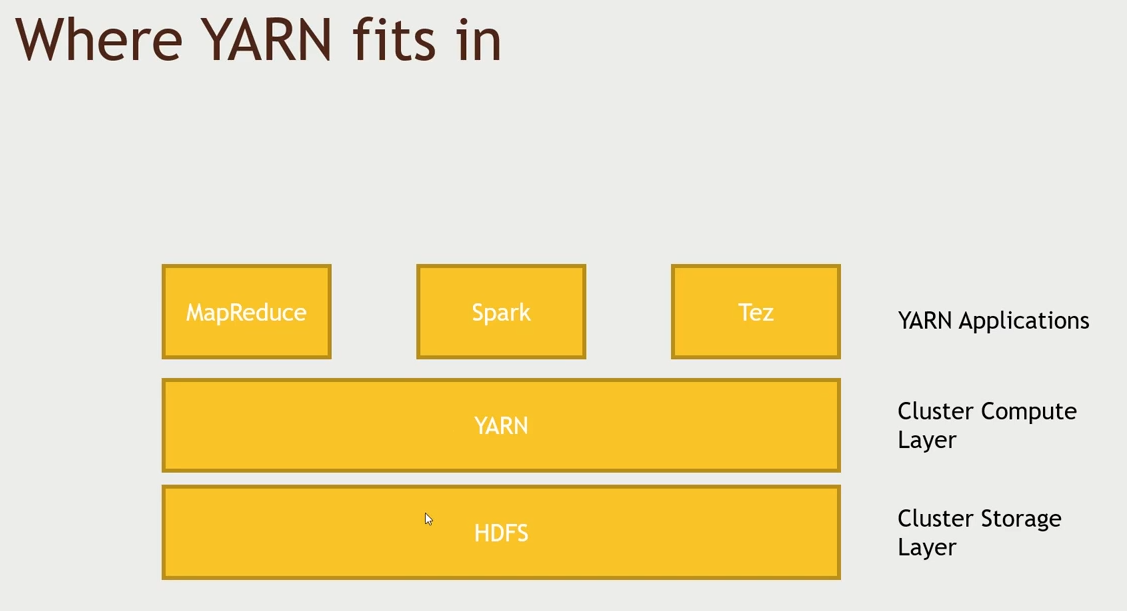 Where YARN fits in
MapReduce
Spark
Tez
YARN Applications
YARN
Cluster Compute
Layer
HDFS
Cluster Storage
Layer